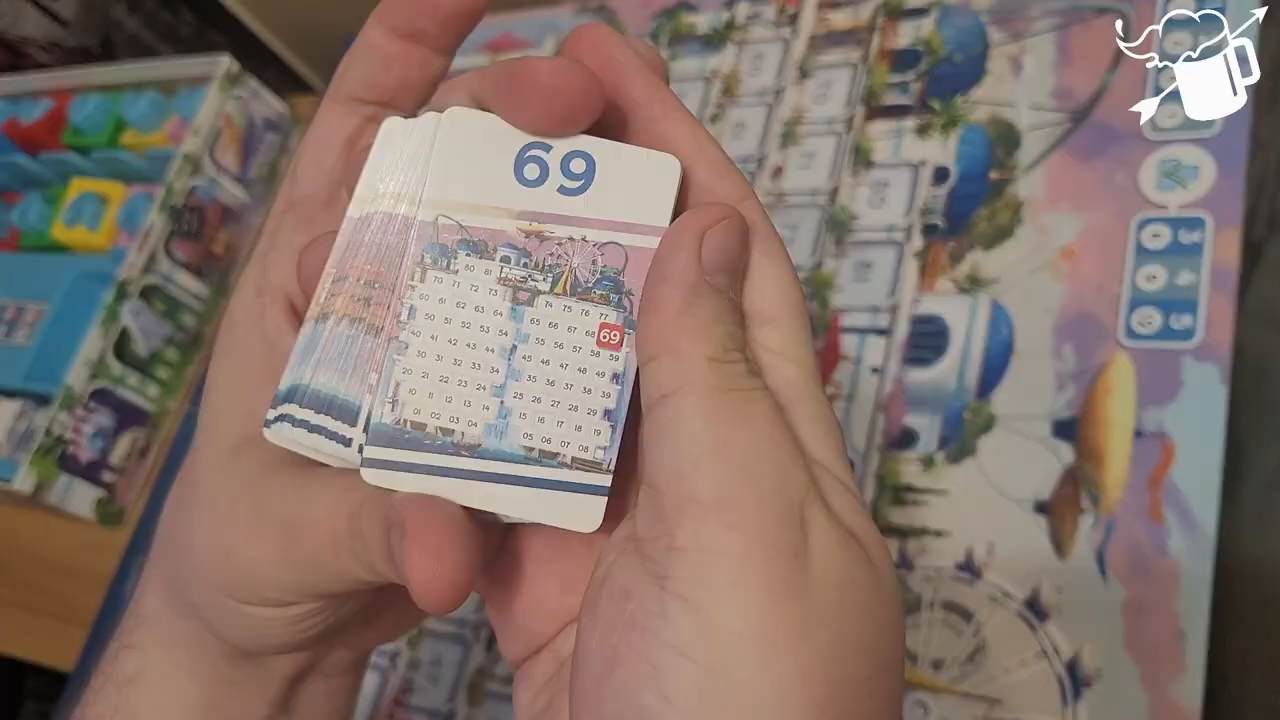 69
80 81
70 71 72 73 74 75 76 77
60 61 62 63 64 65 66 67 68 69
50 51 52 53 54 55 56 57 58 59
40 41 42 43 44 45 46 47 48 49
30 31 32 33 34 35 36 37 38 39
20 21 22 23 24 25 26 27 28 29
10 11 12 13 14 15 16 17 18 19
01 02 03 04 05 06 07 08
3
4
5